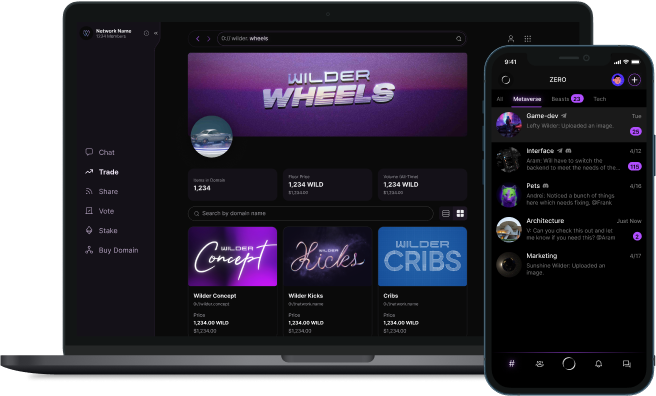 Network Name
1234 Members
Chat
Trade
Share
Vote
Stake
Buy Domain
0:// wilder.wheels
WILDER
WHEELS
Items in Domain
1,234
Floor Price
1,234 WILD
$1,234.00
Volume (All Time)
1,234 WILD
$1,234.00
Search by domain name
WILDER
Concept
Wilder Concept
0://wilder.concept
Price
1,234.00 WILD
$1,234.00
WILDER
Kicks
Wilder Kicks
0://network.name
Price
1,234.00 WILD
$1,234.00
WILDER
CRIBS
Cribs
0://network.name
Price
1,234.00 WILD
$1,234.00
9:41
ZERO
All
Metaverse
Beasts 23
Tech
Game-dev
Tue
Lefty Wilder: Uploaded an image.
25
Interface
4/12
Aram: Will have to switch the
backend to meet the needs of the...
115
Pets
4/16
Andrei: Noticed a bunch of things
here which needs fixing, @Frank
Architecture
Just Now
V: Can you check this out and let
me know if you need this? @Aram
2
Marketing
4/17
Sunshine Wilder: Uploaded an
image.